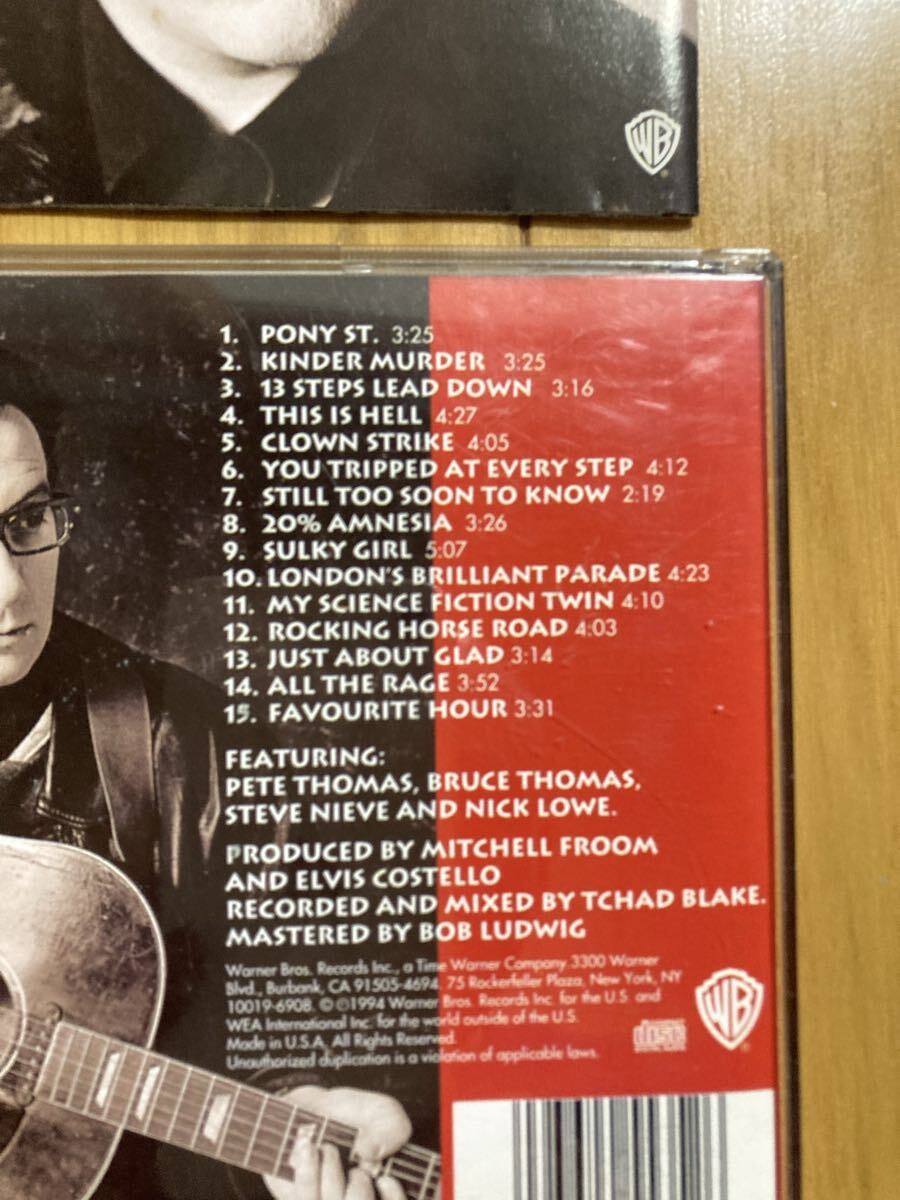 WB
1. PONY ST. 3:25
2. KINDER MURDER 3:25
3. 13 STEPS LEAD DOWN 3:16
4. THIS IS HELL 4:27
5. CLOWN STRIKE 4:05
6. YOU TRIPPED AT EVERY STEP 4:12
7. STILL TOO SOON TO KNOW 2:19
8. 20% AMNESIA 3:26
9. SULKY GIRL 5:07
10. LONDON'S BRILLIANT PARADE 4:23
11. MY SCIENCE FICTION TWIN 4:10
12. ROCKING HORSE ROAD 4:03
13. JUST ABOUT GLAD 3:14
14. ALL THE RAGE 3:52
15. FAVOURITE HOUR 3:31
FEATURING:
PETE THOMAS, BRUCE THOMAS,
STEVE NIEVE AND NICK LOWE.
PRODUCED BY MITCHELL FROOM
AND ELVIS COSTELLO
RECORDED AND MIXED BY TCHAD BLAKE.
MASTERED BY BOB LUDWIG
Warner Bros. Records Inc., a Time Warner Company. 3300 Warner
Blvd., Burbank, CA 91505-4694. 75 Rockerfeller Plaza, New York, NY
10019-6908. © ℗1994 Warner Bros. Records Inc. for the U.S. and
WEA International Inc. for the world outside of the U.S.
Made in U.S.A. All Rights Reserved.
Unauthorized duplication is a violation of applicable laws.
disc
WB